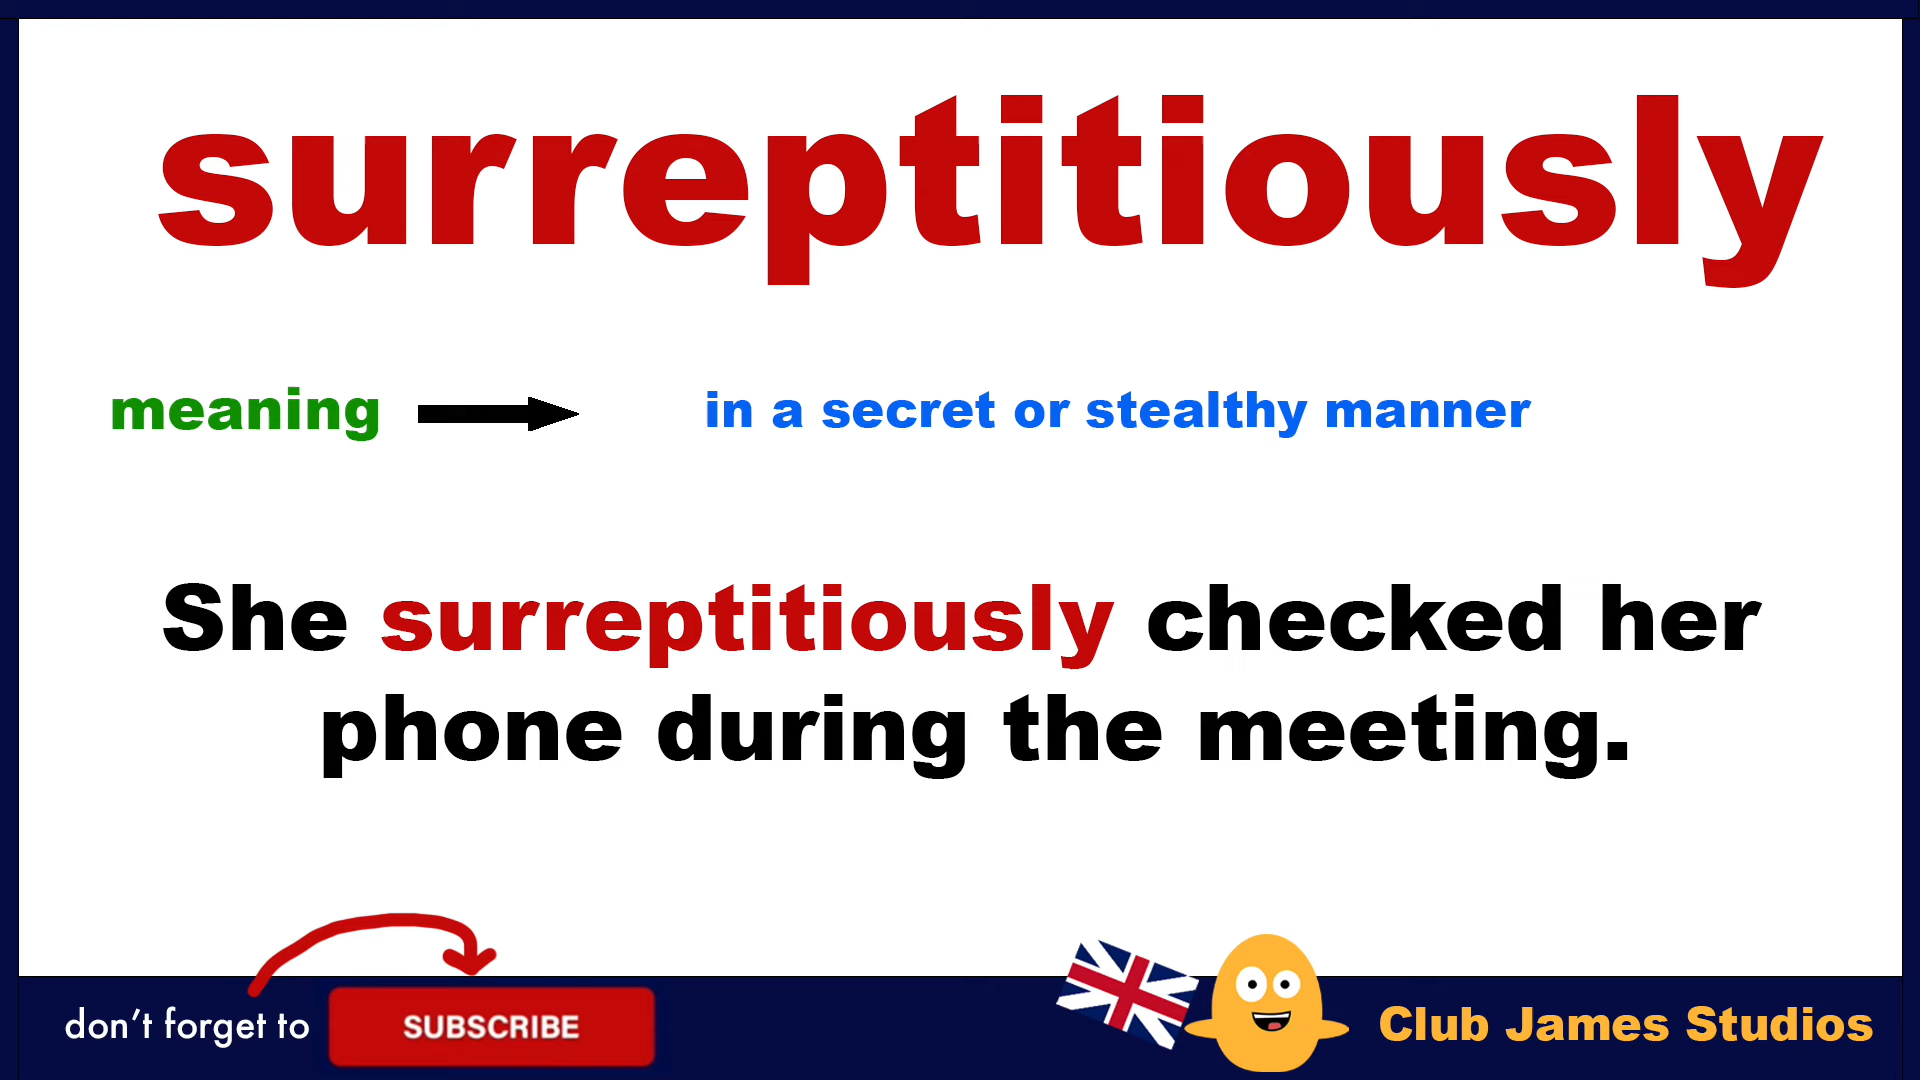 surreptitiously
meaning
in a secret or stealthy manner
She surreptitiously checked her
phone during the meeting.
don't forget to
SUBSCRIBE
Club James Studios